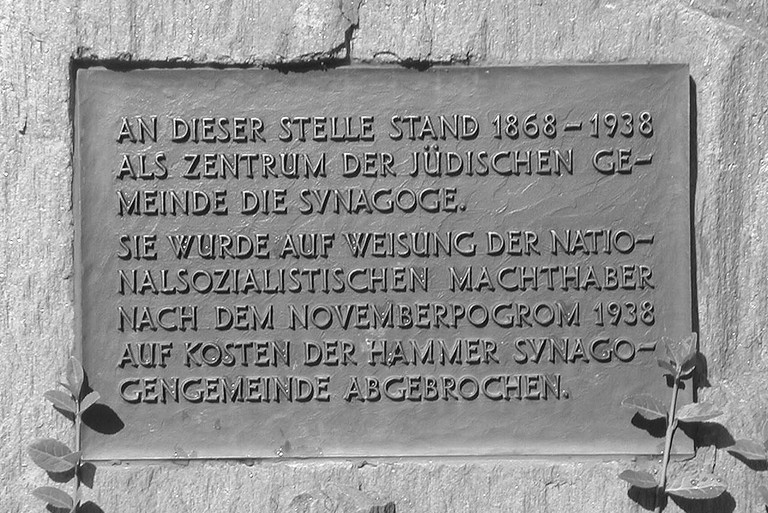 AN DIESER STELLE STAND 1868–1938
ALS ZENTRUM DER JÜDISCHEN GE-
MEINDE DIE SYNAGOGE.
SIE WURDE AUF WEISUNG DER NATIO-
NALSOZIALISTISCHEN MACHTHABER
NACH DEM NOVEMBERPOGROM 1938
AUF KOSTEN DER HAMMER SYNAGO-
GENGEMEINDE ABGEBROCHEN.